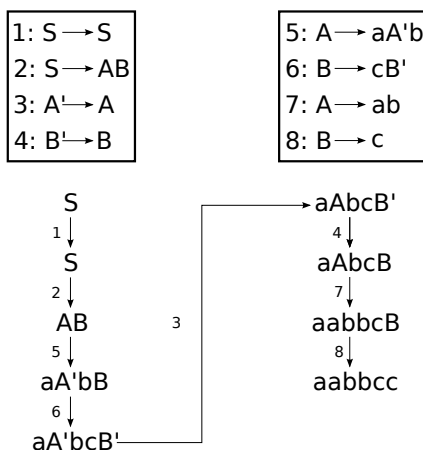 1: S → S
2: S → AB
3: A' → A
4: B' → B
5: A → aA'b
6: B → cB'
7: A → ab
8: B → c
S
1
S
2
AB
5
aA'bB
6
aA'bcB'
3
aAbcB'
4
aAbcB
7
aabbcB
8
aabbcc